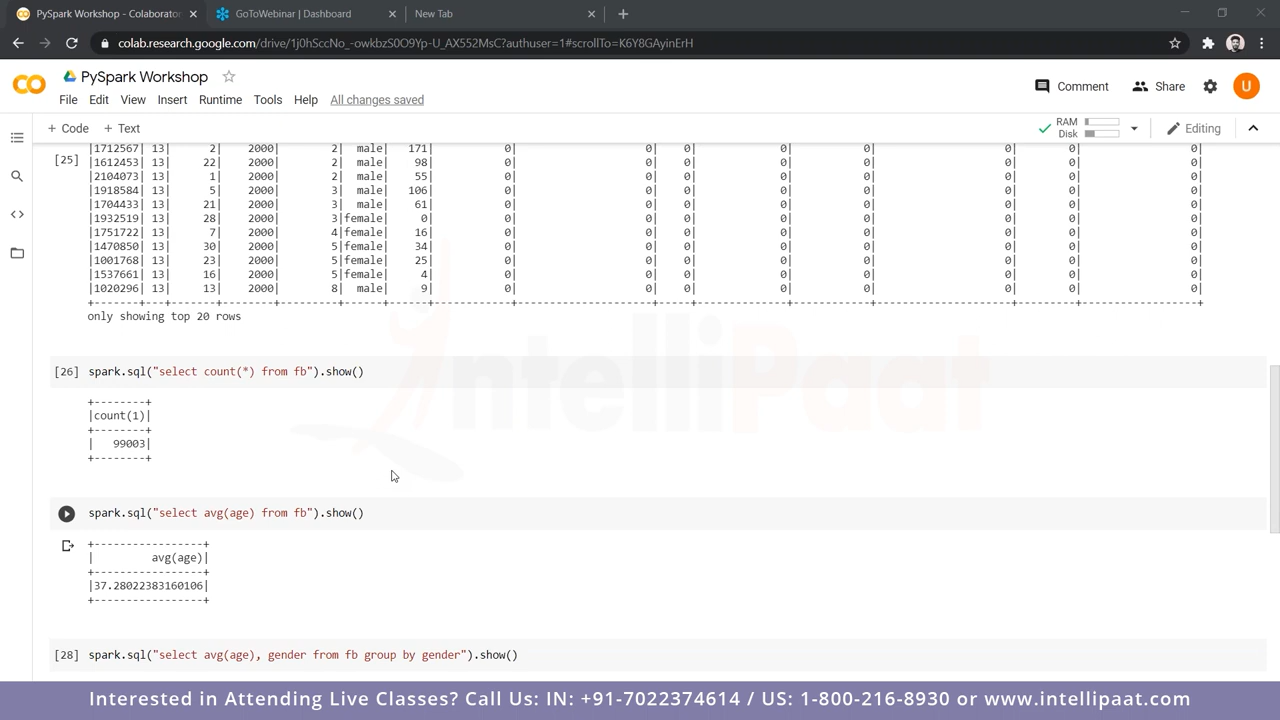 PySpark Workshop - Colaborator
GoToWebinar | Dashboard
New Tab
colab.research.google.com/drive/1j0hSccNo_-owkbzS0O9Yp-U_AX552MsC?authuser=1#scrollTo=K6Y8GAyinErH
PySpark Workshop
Comment
Share
U
File Edit View Insert Runtime Tools Help All changes saved
+ Code + Text
RAM
Disk
Editing
[25]
|1712567| 13| 2| 2000| 2| male| 171| 0| 0| 0| 0| 0| 0| 0| 0|
|1612453| 13| 22| 2000| 2| male| 98| 0| 0| 0| 0| 0| 0| 0| 0|
|2104073| 13| 1| 2000| 2| male| 55| 0| 0| 0| 0| 0| 0| 0| 0|
|1918584| 13| 5| 2000| 3| male| 106| 0| 0| 0| 0| 0| 0| 0| 0|
|1704433| 13| 21| 2000| 3| male| 61| 0| 0| 0| 0| 0| 0| 0| 0|
|1932519| 13| 28| 2000| 3|female| 0| 0| 0| 0| 0| 0| 0| 0| 0|
|1751722| 13| 7| 2000| 4|female| 16| 0| 0| 0| 0| 0| 0| 0| 0|
|1470850| 13| 30| 2000| 5|female| 34| 0| 0| 0| 0| 0| 0| 0| 0|
|1001768| 13| 23| 2000| 5|female| 25| 0| 0| 0| 0| 0| 0| 0| 0|
|1537661| 13| 16| 2000| 5|female| 4| 0| 0| 0| 0| 0| 0| 0| 0|
|1020296| 13| 13| 2000| 8| male| 9| 0| 0| 0| 0| 0| 0| 0| 0|
only showing top 20 rows
IntelliPaat
[26] spark.sql("select count(*) from fb").show()
+--------+
|count(1)|
+--------+
| 99003|
+--------+
spark.sql("select avg(age) from fb").show()
+-----------------+
| avg(age)|
+-----------------+
|37.28022383160106|
+-----------------+
[28] spark.sql("select avg(age), gender from fb group by gender").show()
Interested in Attending Live Classes? Call Us: IN: +91-7022374614 / US: 1-800-216-8930 or www.intellipaat.com